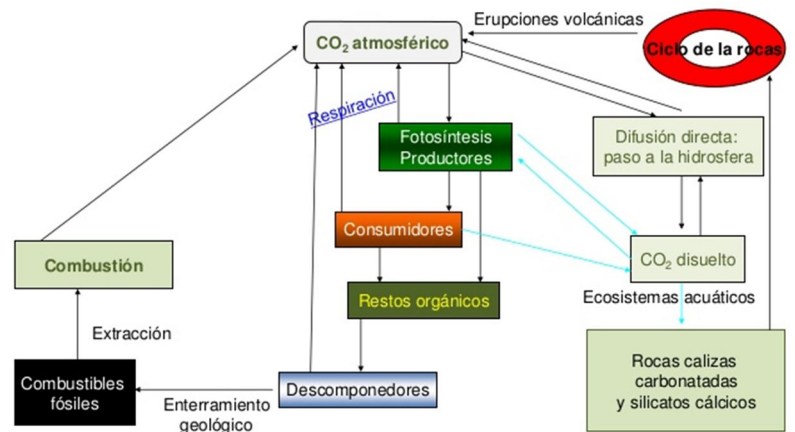 Erupciones volcánicas
CO₂ atmosférico
Ciclo de la rocas
Respiración
Fotosíntesis
Productores
Difusión directa:
paso a la hidrosfera
Consumidores
CO₂ disuelto
Combustión
Restos orgánicos
Ecosistemas acuáticos
Extracción
Rocas calizas
carbonatadas
y silicatos cálcicos
Combustibles
fósiles
Descomponedores
Enterramiento
geológico